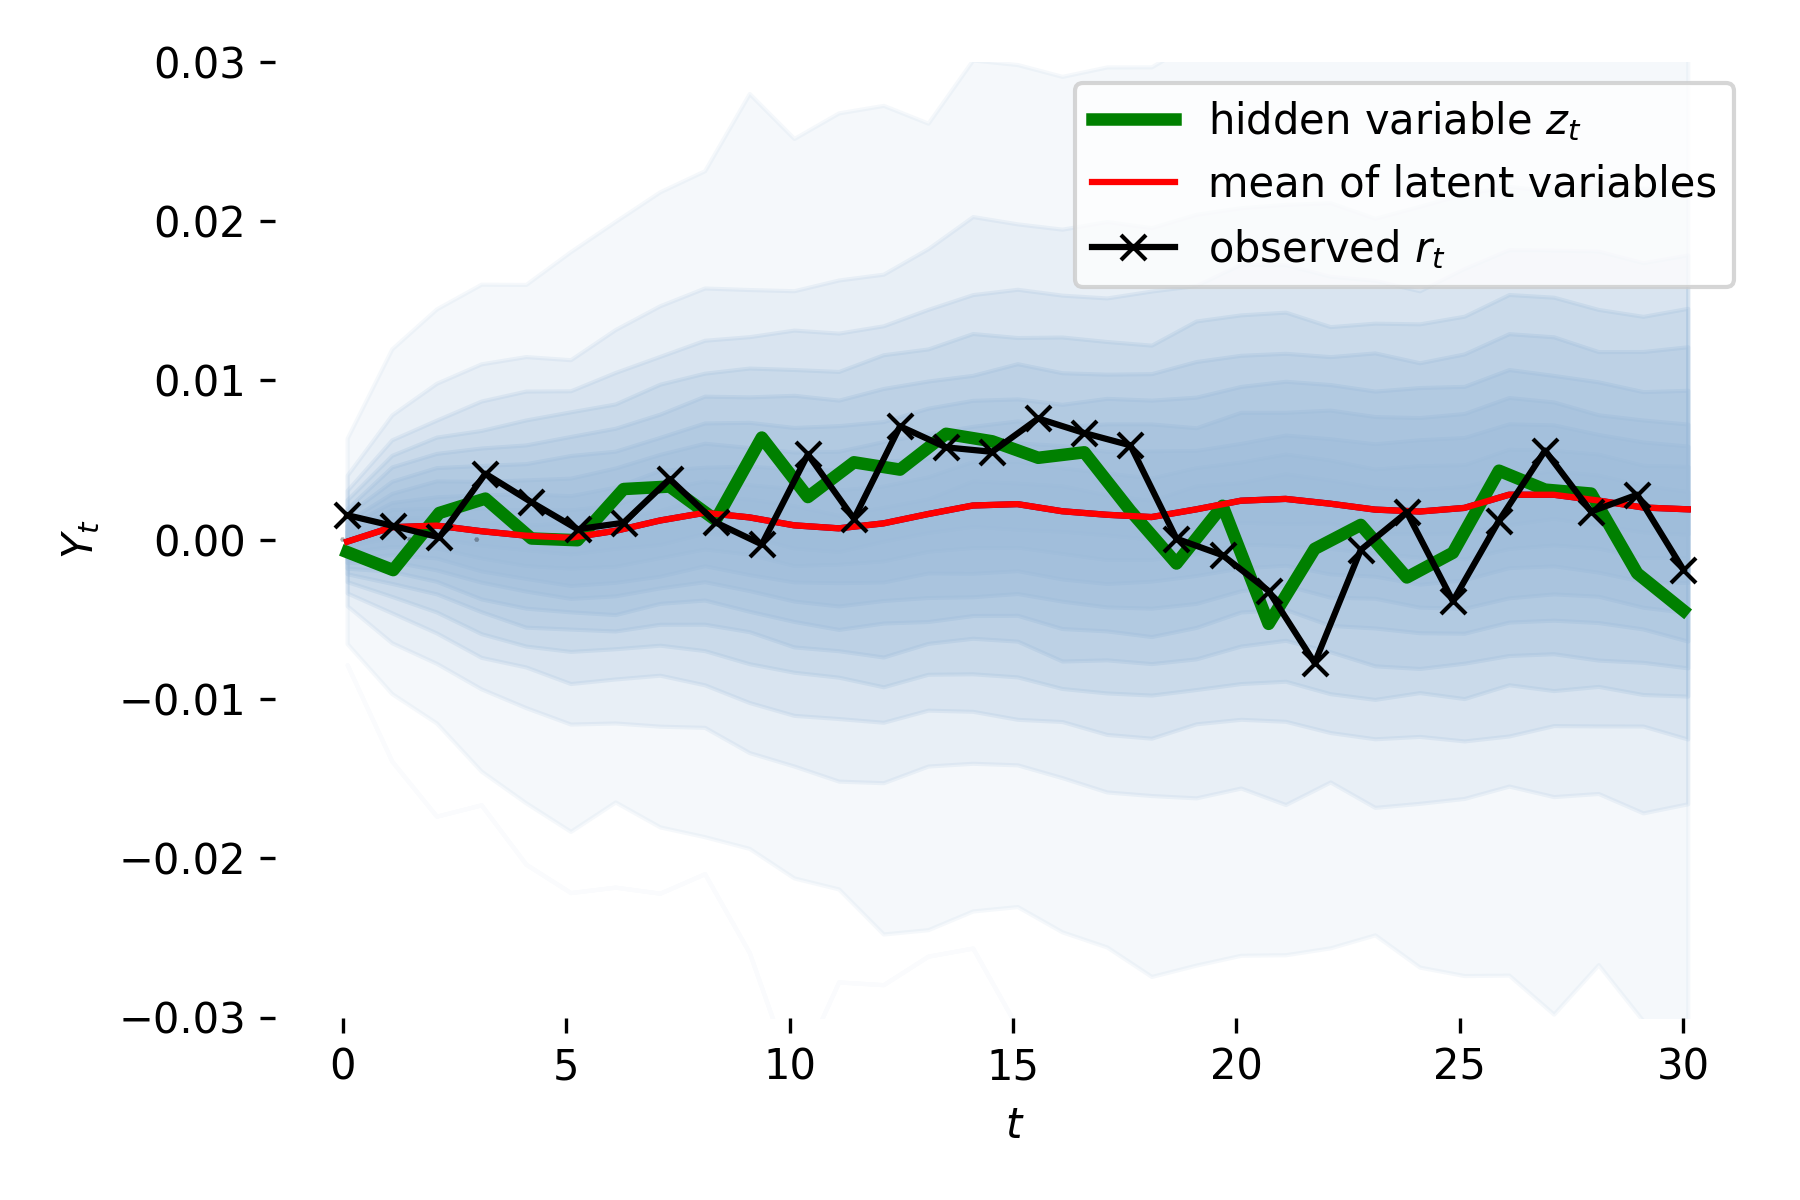 0.03
0.02
0.01
0.00
−0.01
−0.02
−0.03
Y_t
hidden variable z_t
mean of latent variables
observed r_t
0 5 10 15 20 25 30
t